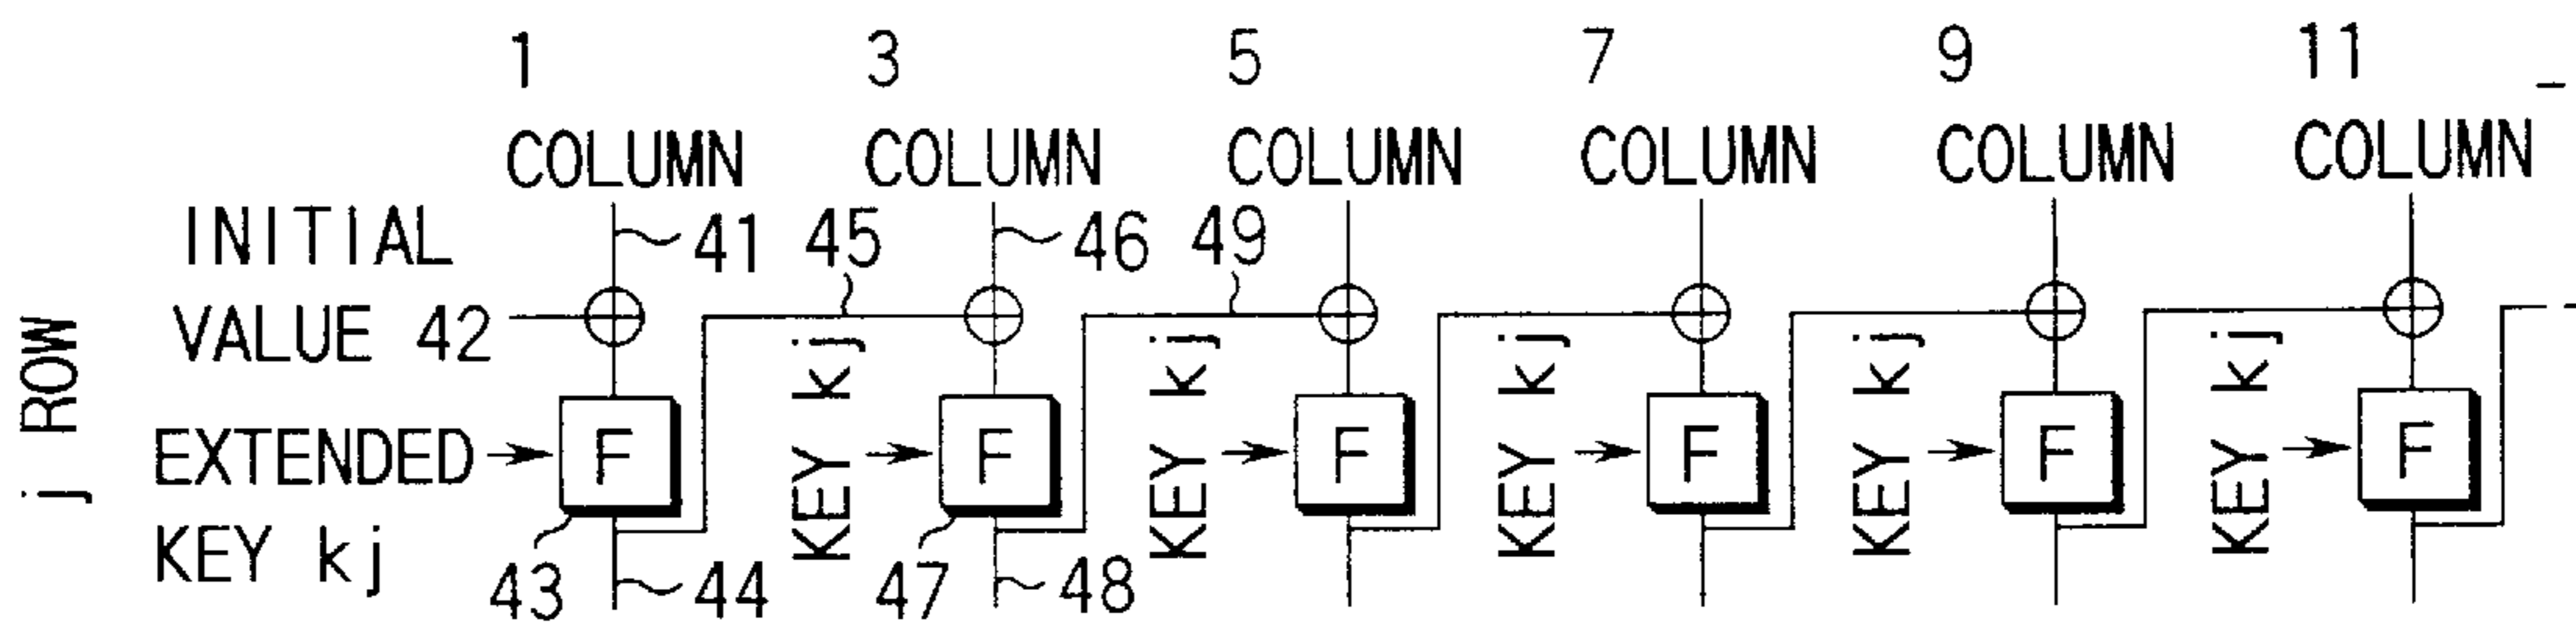 1 3 5 7 9 11
COLUMN COLUMN COLUMN COLUMN COLUMN COLUMN
INITIAL 41 45 46 49
VALUE 42
j ROW
EXTENDED F KEY kj F KEY kj F KEY kj F KEY kj F KEY kj F
KEY kj 43 44 47 48